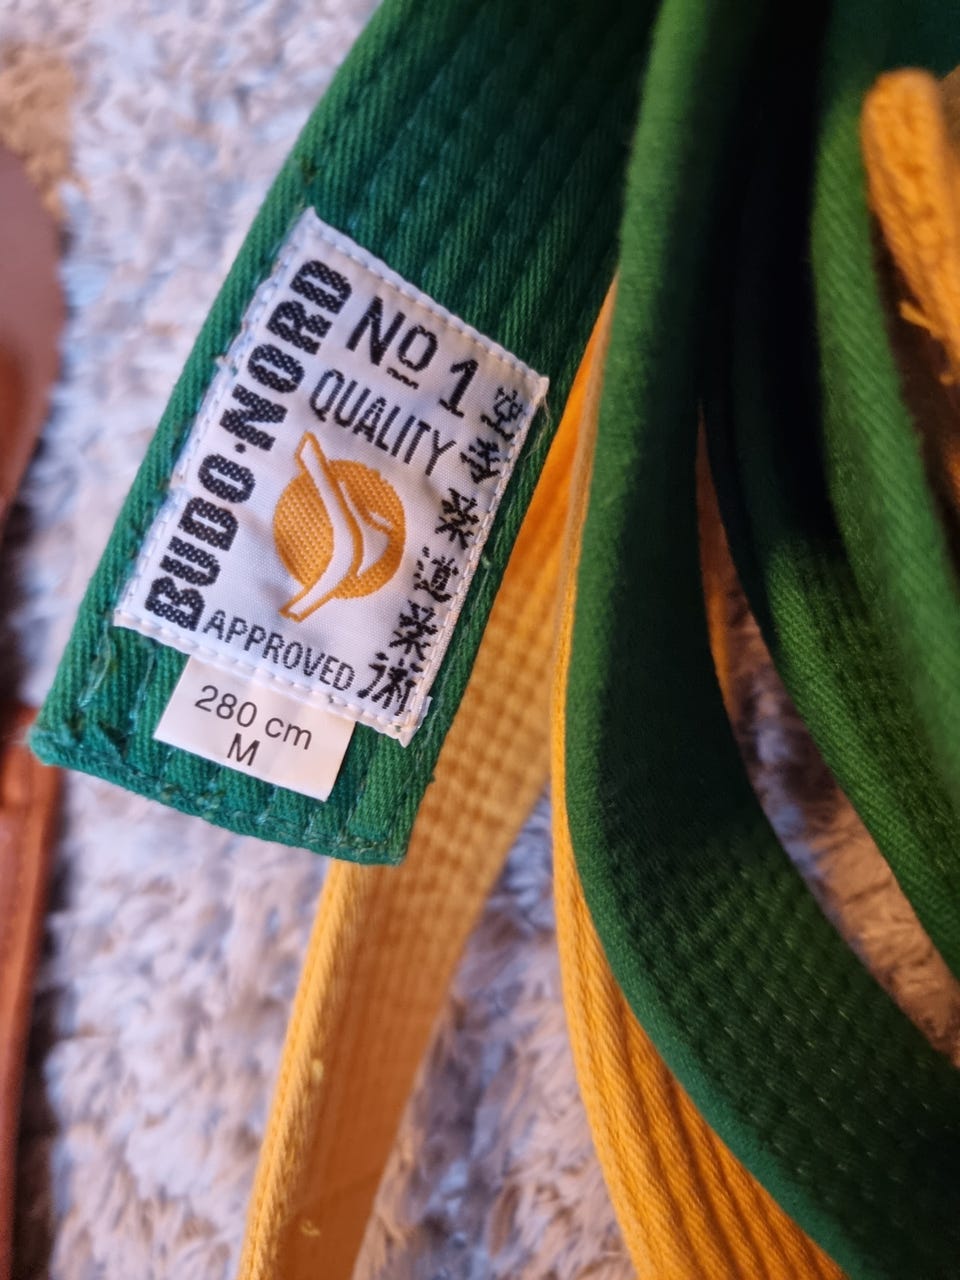 BUDO·NORD
No 1
QUALITY
APPROVED
空手柔道柔術
280 cm
M